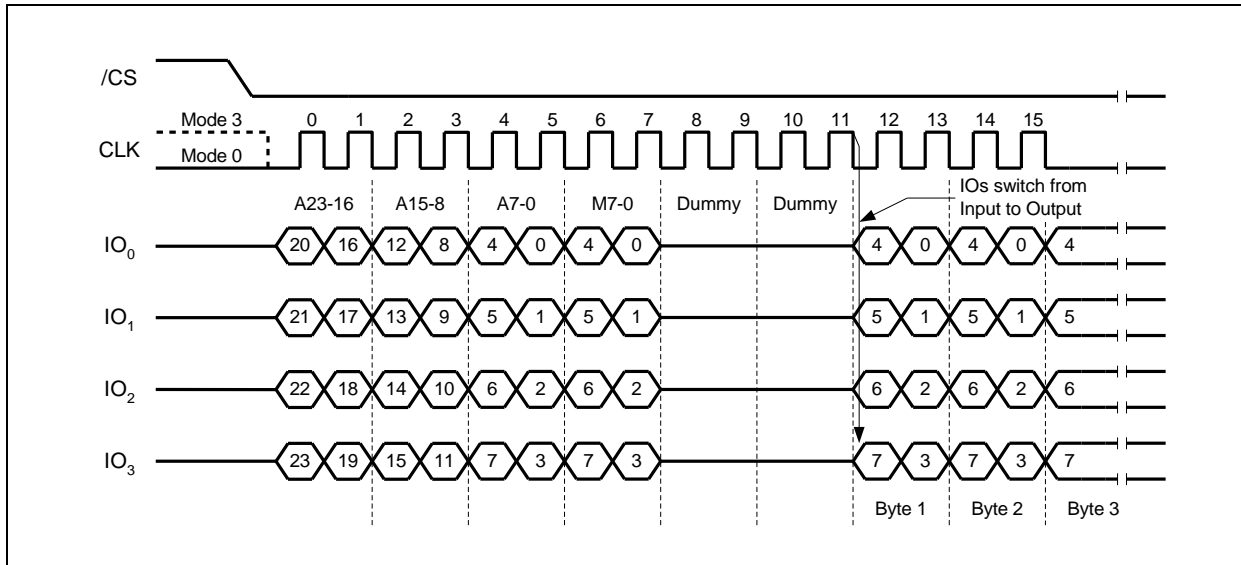 /CS
Mode 3
0 1 2 3 4 5 6 7 8 9 10 11 12 13 14 15
CLK
Mode 0
IOs switch from
Input to Output
A23-16 A15-8 A7-0 M7-0 Dummy Dummy
IO0 20 16 12 8 4 0 4 0 4 0 4 0 4
IO1 21 17 13 9 5 1 5 1 5 1 5 1 5
IO2 22 18 14 10 6 2 6 2 6 2 6 2 6
IO3 23 19 15 11 7 3 7 3 7 3 7 3 7
Byte 1 Byte 2 Byte 3